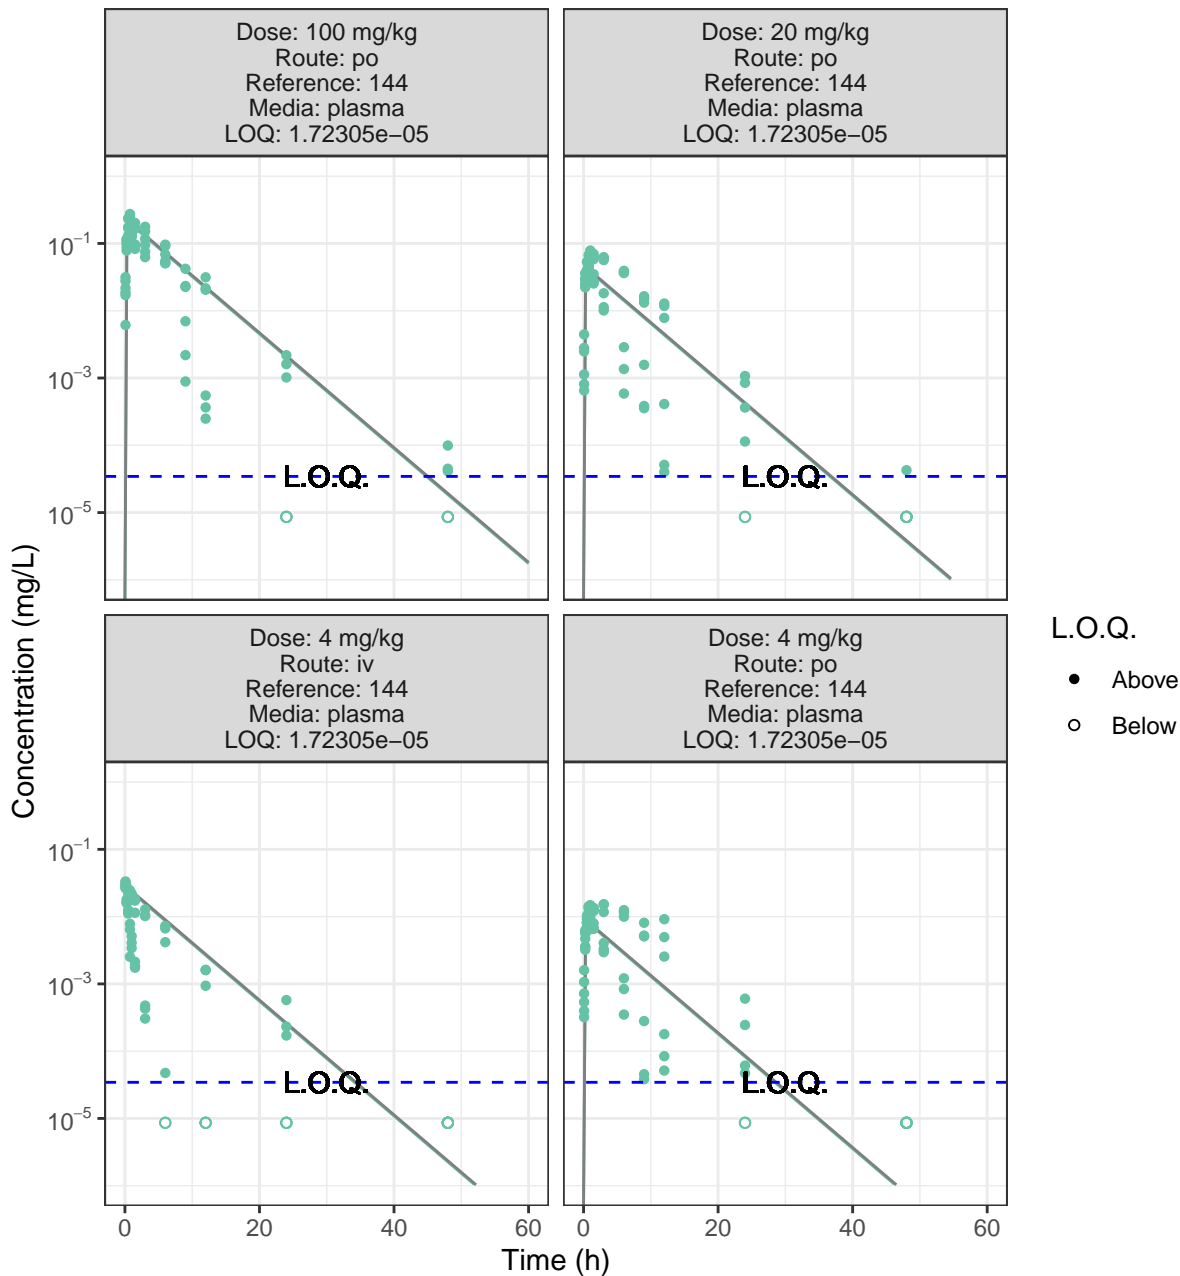 Dose: 100 mg/kg
Route: po
Reference: 144
Media: plasma
LOQ: 1.72305e−05
Dose: 20 mg/kg
Route: po
Reference: 144
Media: plasma
LOQ: 1.72305e−05
10−1
10−3
10−5
L.O.Q.
L.O.Q.
Dose: 4 mg/kg
Route: iv
Reference: 144
Media: plasma
LOQ: 1.72305e−05
Dose: 4 mg/kg
Route: po
Reference: 144
Media: plasma
LOQ: 1.72305e−05
10−1
10−3
10−5
L.O.Q.
L.O.Q.
0 20 40 60
0 20 40 60
Time (h)
Concentration (mg/L)
L.O.Q.
Above
Below